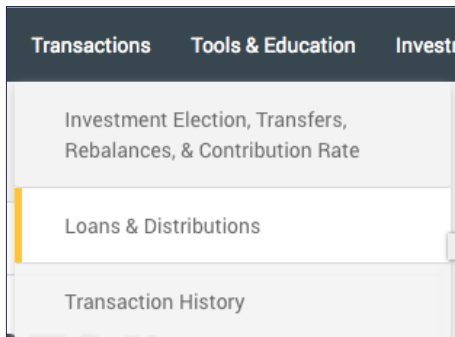 Transactions Tools & Education
Investment Election, Transfers,
Rebalances, & Contribution Rate
Loans & Distributions
Transaction History